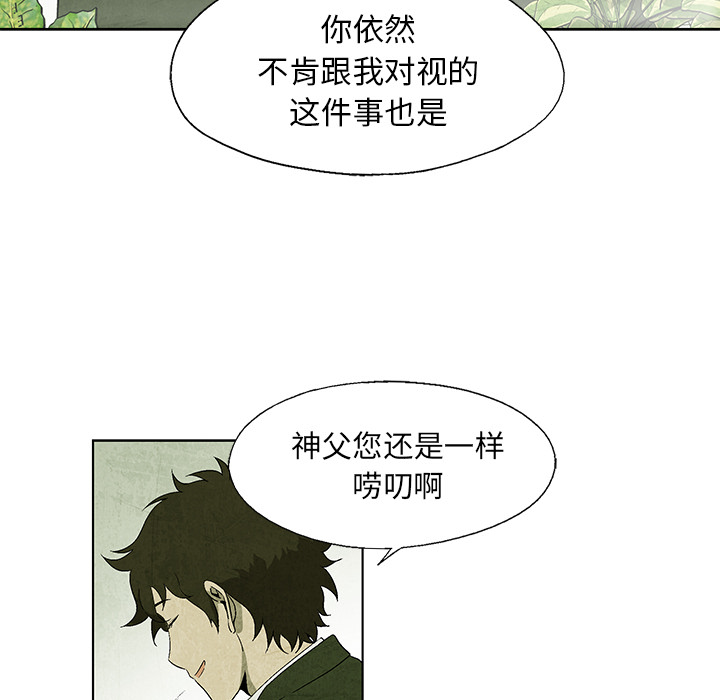 你依然
不肯跟我对视的
这件事也是
神父您还是一样
唠叨啊